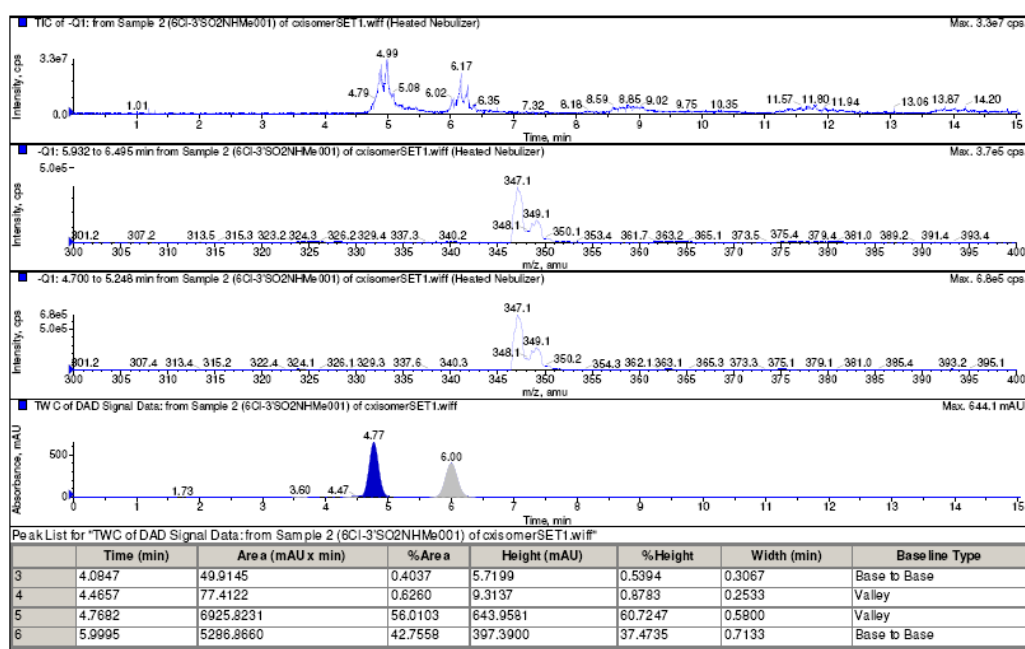 TIC of -Q1: from Sample 2 (6Cl-3'SO2NHMe001) of cxisomerSET1.wiff (Heated Nebulizer) Max. 3.3e7 cps.
Intensity, cps
3.3e7
0.0
1.01 4.79 4.99 5.08 6.02 6.17 6.35 7.32 8.18 8.59 8.85 9.02 9.75 10.35 11.57 11.80 11.94 13.06 13.87 14.20
1 2 3 4 5 6 7 8 9 10 11 12 13 14 15
Time, min
-Q1: 5.932 to 6.495 min from Sample 2 (6Cl-3'SO2NHMe001) of cxisomerSET1.wiff (Heated Nebulizer) Max. 3.7e5 cps.
Intensity, cps
5.0e5
347.1
348.1 349.1
301.2 307.2 313.5 315.3 323.2 324.3 326.2 329.4 337.3 340.2 350.1 353.4 361.7 363.2 365.1 373.5 375.4 379.4 381.0 389.2 391.4 393.4
300 305 310 315 320 325 330 335 340 345 350 355 360 365 370 375 380 385 390 395 400
m/z, amu
-Q1: 4.700 to 5.248 min from Sample 2 (6Cl-3'SO2NHMe001) of cxisomerSET1.wiff (Heated Nebulizer) Max. 6.8e5 cps.
Intensity, cps
6.8e5
5.0e5
347.1
348.1 349.1
301.2 307.4 313.4 315.2 322.4 324.1 326.1 329.3 337.6 340.3 350.2 354.3 362.1 363.1 365.3 373.3 375.1 379.1 381.0 385.4 393.2 395.1
300 305 310 315 320 325 330 335 340 345 350 355 360 365 370 375 380 385 390 395 400
m/z, amu
TWC of DAD Signal Data: from Sample 2 (6Cl-3'SO2NHMe001) of cxisomerSET1.wiff Max. 644.1 mAU
Absorbance, mAU
500
0
1.73 3.60 4.47 4.77 6.00
0 1 2 3 4 5 6 7 8 9 10 11 12 13 14 15
Time, min
Peak List for "TWC of DAD Signal Data: from Sample 2 (6Cl-3'SO2NHMe001) of cxisomerSET1.wiff"
Time (min) Area (mAU x min) %Area Height (mAU) %Height Width (min) Baseline Type
3 4.0847 49.9145 0.4037 5.7199 0.5394 0.3067 Base to Base
4 4.4657 77.4122 0.6260 9.3137 0.8783 0.2533 Valley
5 4.7682 6925.8231 56.0103 643.9581 60.7247 0.5800 Valley
6 5.9995 5286.8660 42.7558 397.3900 37.4735 0.7133 Base to Base